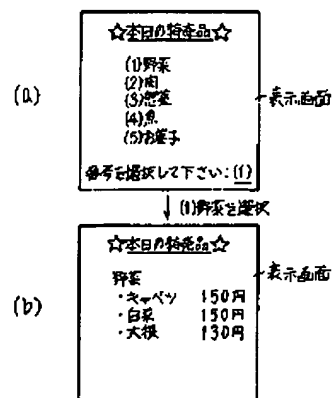 ☆本日の特売品☆
(1)野菜
(2)肉
(3)惣菜
(4)魚
(5)お菓子
番号を選択して下さい:(1)
(a)
表示画面
(1)野菜を選択
☆本日の特売品☆
野菜
・キャベツ 150円
・白菜 150円
・大根 130円
(b)
表示画面